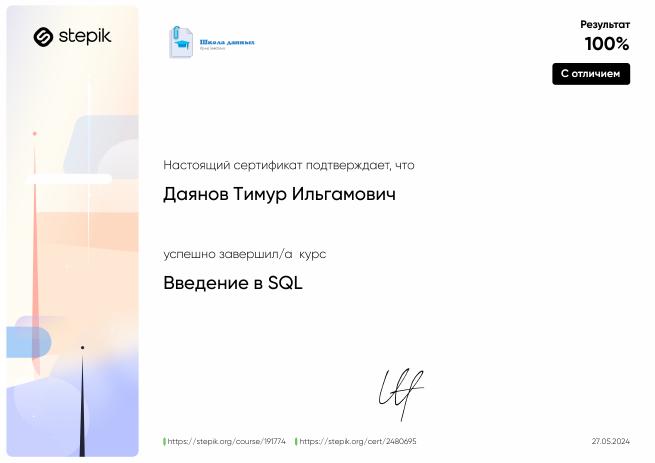 stepik
Школа данных
Результат
100%
С отличием
Настоящий сертификат подтверждает, что
Даянов Тимур Ильгамович
успешно завершил/а курс
Введение в SQL
https://stepik.org/course/191774 https://stepik.org/cert/2480695
27.05.2024